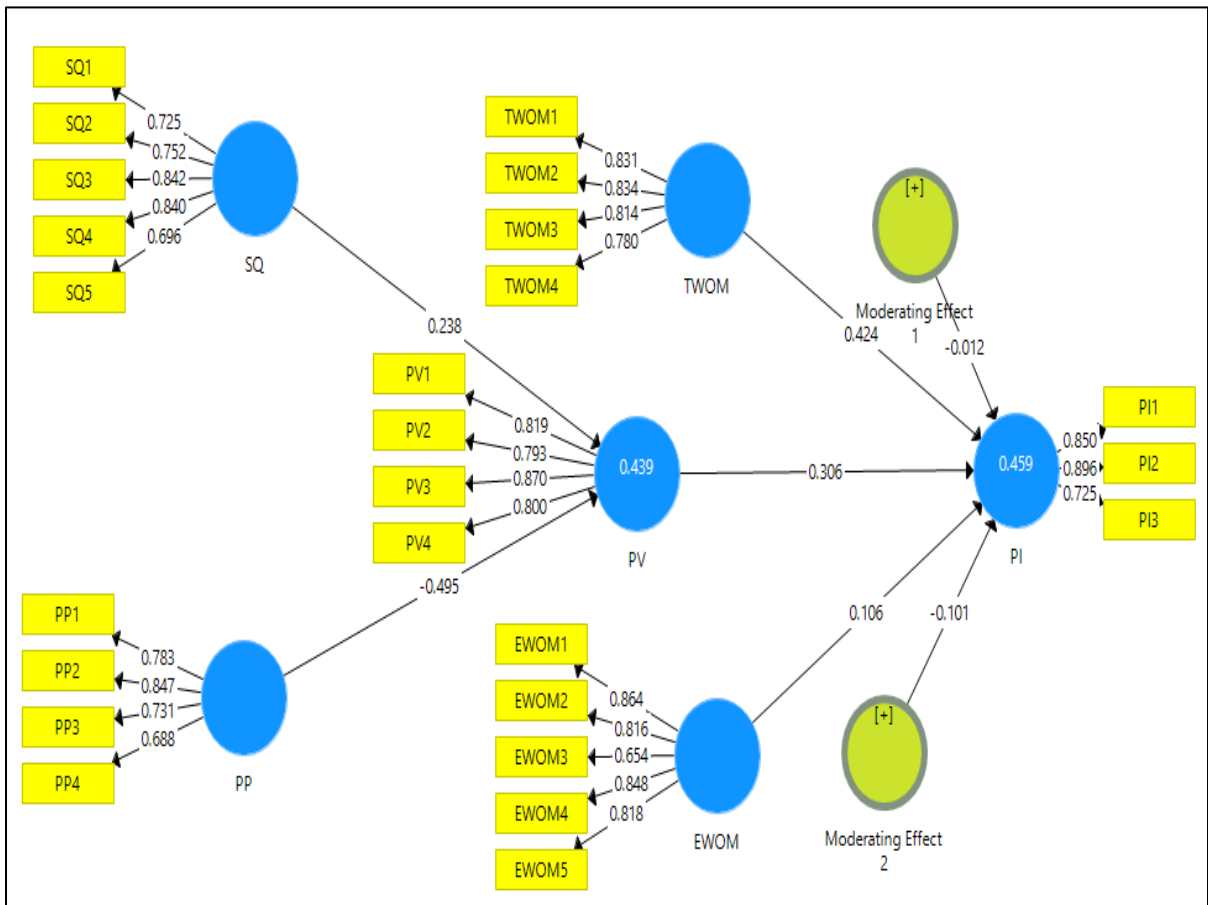 SQ1
SQ2
SQ3
SQ4
SQ5
0.725
0.752
0.842
0.840
0.696
SQ
0.238
TWOM1
TWOM2
TWOM3
TWOM4
0.831
0.834
0.814
0.780
TWOM
0.424
[+]
Moderating Effect
1
-0.012
PV1
PV2
PV3
PV4
0.819
0.793
0.870
0.800
0.439
PV
0.306
0.459
PI
0.850
0.896
0.725
PI1
PI2
PI3
-0.495
PP1
PP2
PP3
PP4
0.783
0.847
0.731
0.688
PP
EWOM1
EWOM2
EWOM3
EWOM4
EWOM5
0.864
0.816
0.654
0.848
0.818
EWOM
0.106
-0.101
[+]
Moderating Effect
2